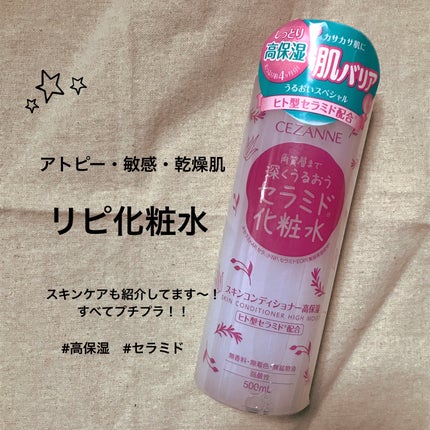 アトピー・敏感・乾燥肌
リピ化粧水
スキンケアも紹介してます〜！
すべてプチプラ！！
#高保湿 #セラミド
しっとり
高保湿
カサカサ肌に
肌バリア
うるおいスペシャル
ヒト型セラミド配合
CEZANNE
角質層まで
深くうるおう
セラミド
化粧水
スキンコンディショナー高保湿
SKIN CONDITIONER HIGH MOIST
ヒト型セラミド配合
無香料・無着色・無鉱物油
弱酸性
500mL